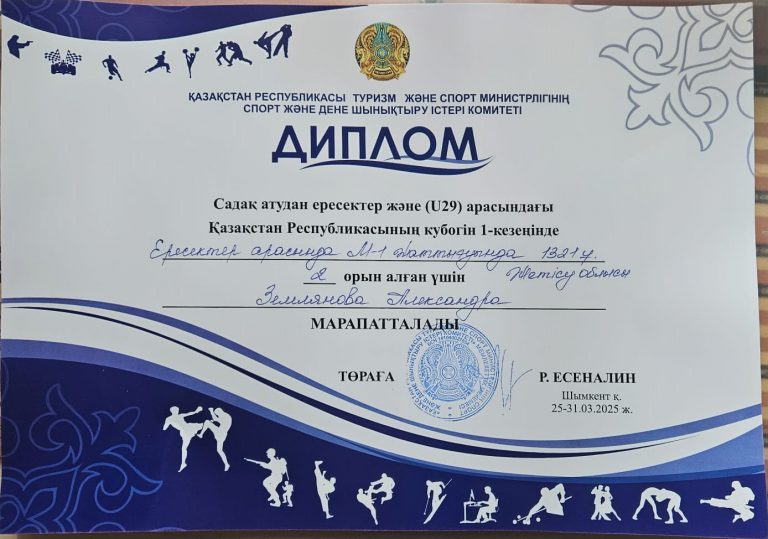 ҚАЗАҚСТАН РЕСПУБЛИКАСЫ ТУРИЗМ ЖӘНЕ СПОРТ МИНИСТРЛІГІНІҢ
СПОРТ ЖӘНЕ ДЕНЕ ШЫНЫҚТЫРУ ІСТЕРІ КОМИТЕТІ
ДИПЛОМ
Садақ атудан ересектер және (U29) арасындағы
Қазақстан Республикасының кубогін 1-кезеңінде
Ересектер арасында М-1 жаттығуында 1321 ұ.
2 орын алған үшін Жетісу облысы
Землянова Александра
МАРАПАТТАЛАДЫ
ТӨРАҒА Р. ЕСЕНАЛИН
Шымкент қ.
25-31.03.2025 ж.